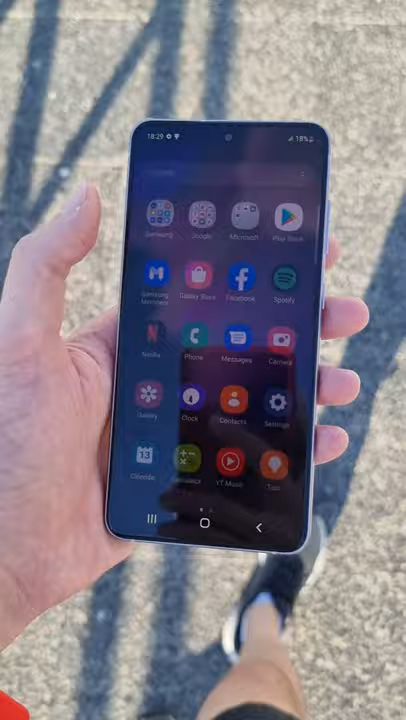 18:29 18%
Samsung Google Microsoft Play Store
Samsung
Members Galaxy Store Facebook Spotify
Netflix Phone Messages Camera
Gallery Clock Contacts Settings
13
Calendar YT Music Tips